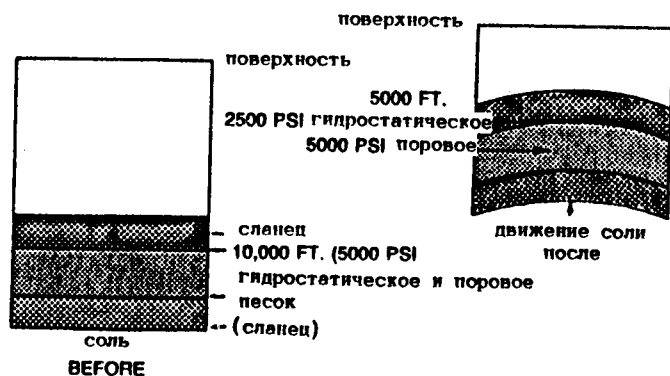 поверхность
сланец
10,000 FT. (5000 PSI
гидростатическое и поровое
песок
(сланец)
соль
BEFORE
поверхность
5000 FT.
2500 PSI гидростатическое
5000 PSI поровое
движение соли
после